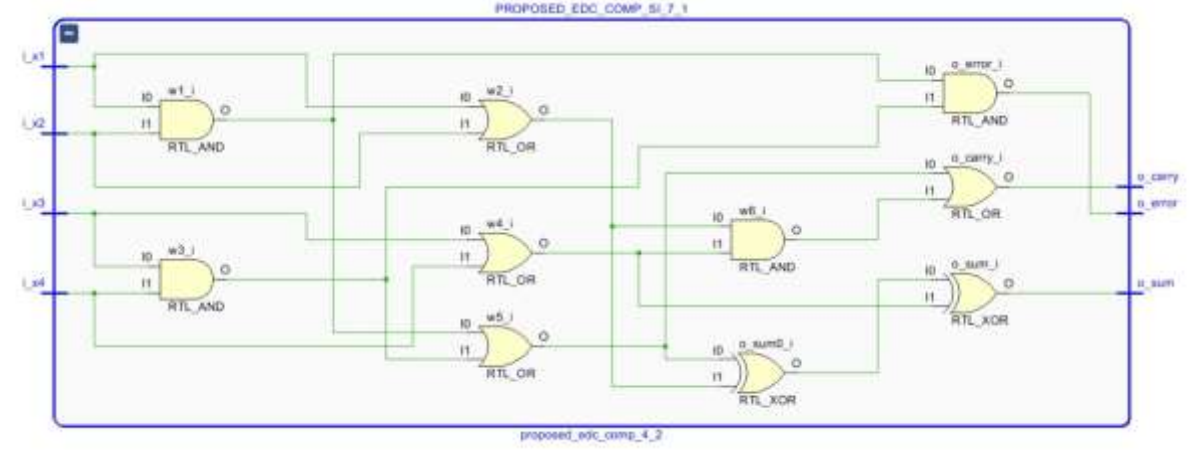 PROPOSED_EDC_COMP_SI_7_1
i_x1
i_x2
i_x3
i_x4
I0 w1_i O
I1
RTL_AND
I0 w2_i O
I1
RTL_OR
I0 o_error_i O
I1
RTL_AND
I0 o_carry_i O
I1
RTL_OR
o_carry
o_error
I0 w3_i O
I1
RTL_AND
I0 w4_i O
I1
RTL_OR
I0 w6_i O
I1
RTL_AND
I0 o_sum_i O
I1
RTL_XOR
o_sum
I0 w5_i O
I1
RTL_OR
I0 o_sum0_i O
I1
RTL_XOR
proposed_edc_comp_4_2